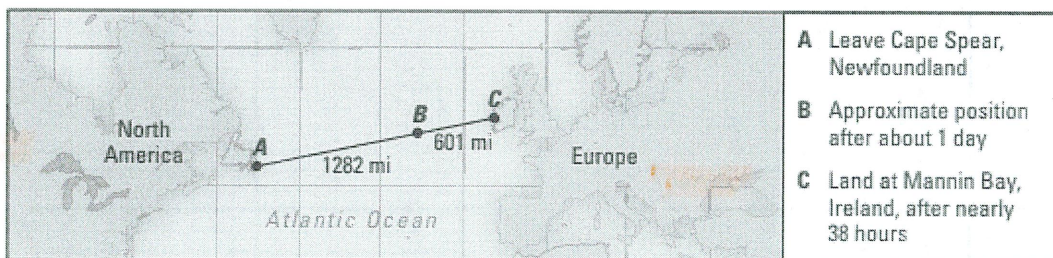 North
America
A
1282 mi
B
601 mi
C
Europe
Atlantic Ocean
A Leave Cape Spear,
Newfoundland
B Approximate position
after about 1 day
C Land at Mannin Bay,
Ireland, after nearly
38 hours